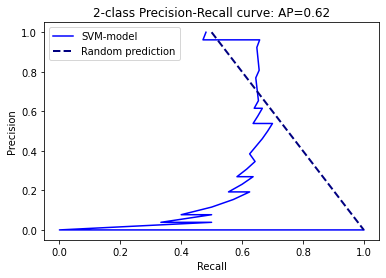 2-class Precision-Recall curve: AP=0.62
SVM-model
Random prediction
Precision
1.0
0.8
0.6
0.4
0.2
0.0
0.0 0.2 0.4 0.6 0.8 1.0
Recall